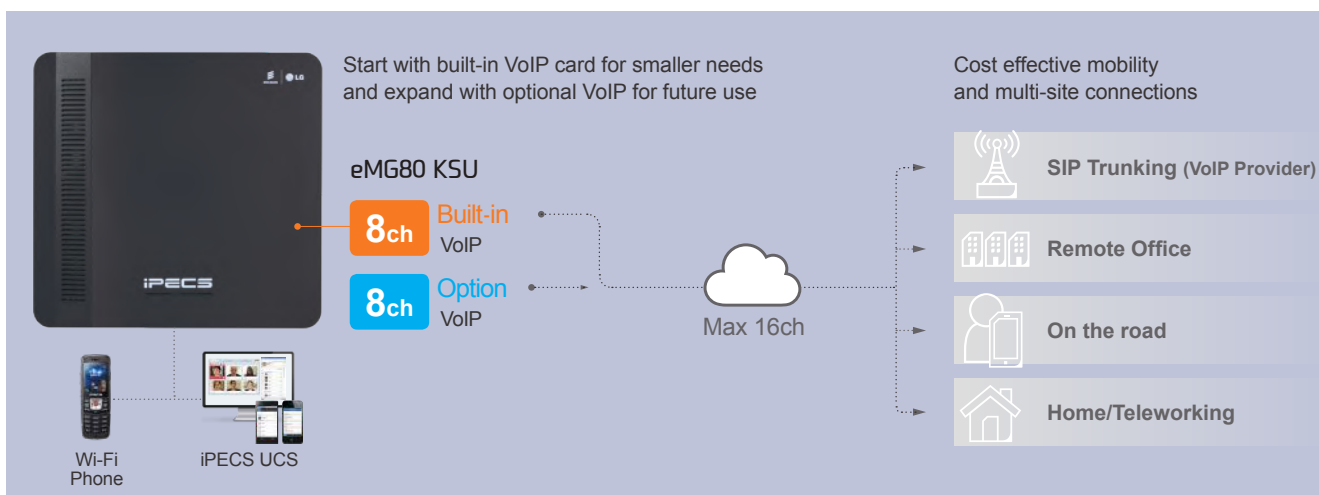 LG
iPECS
Wi-Fi
Phone
iPECS UCS
Start with built-in VoIP card for smaller needs
and expand with optional VoIP for future use
eMG80 KSU
8ch
Built-in
VoIP
8ch
Option
VoIP
Max 16ch
Cost effective mobility
and multi-site connections
SIP Trunking (VoIP Provider)
Remote Office
On the road
Home/Teleworking